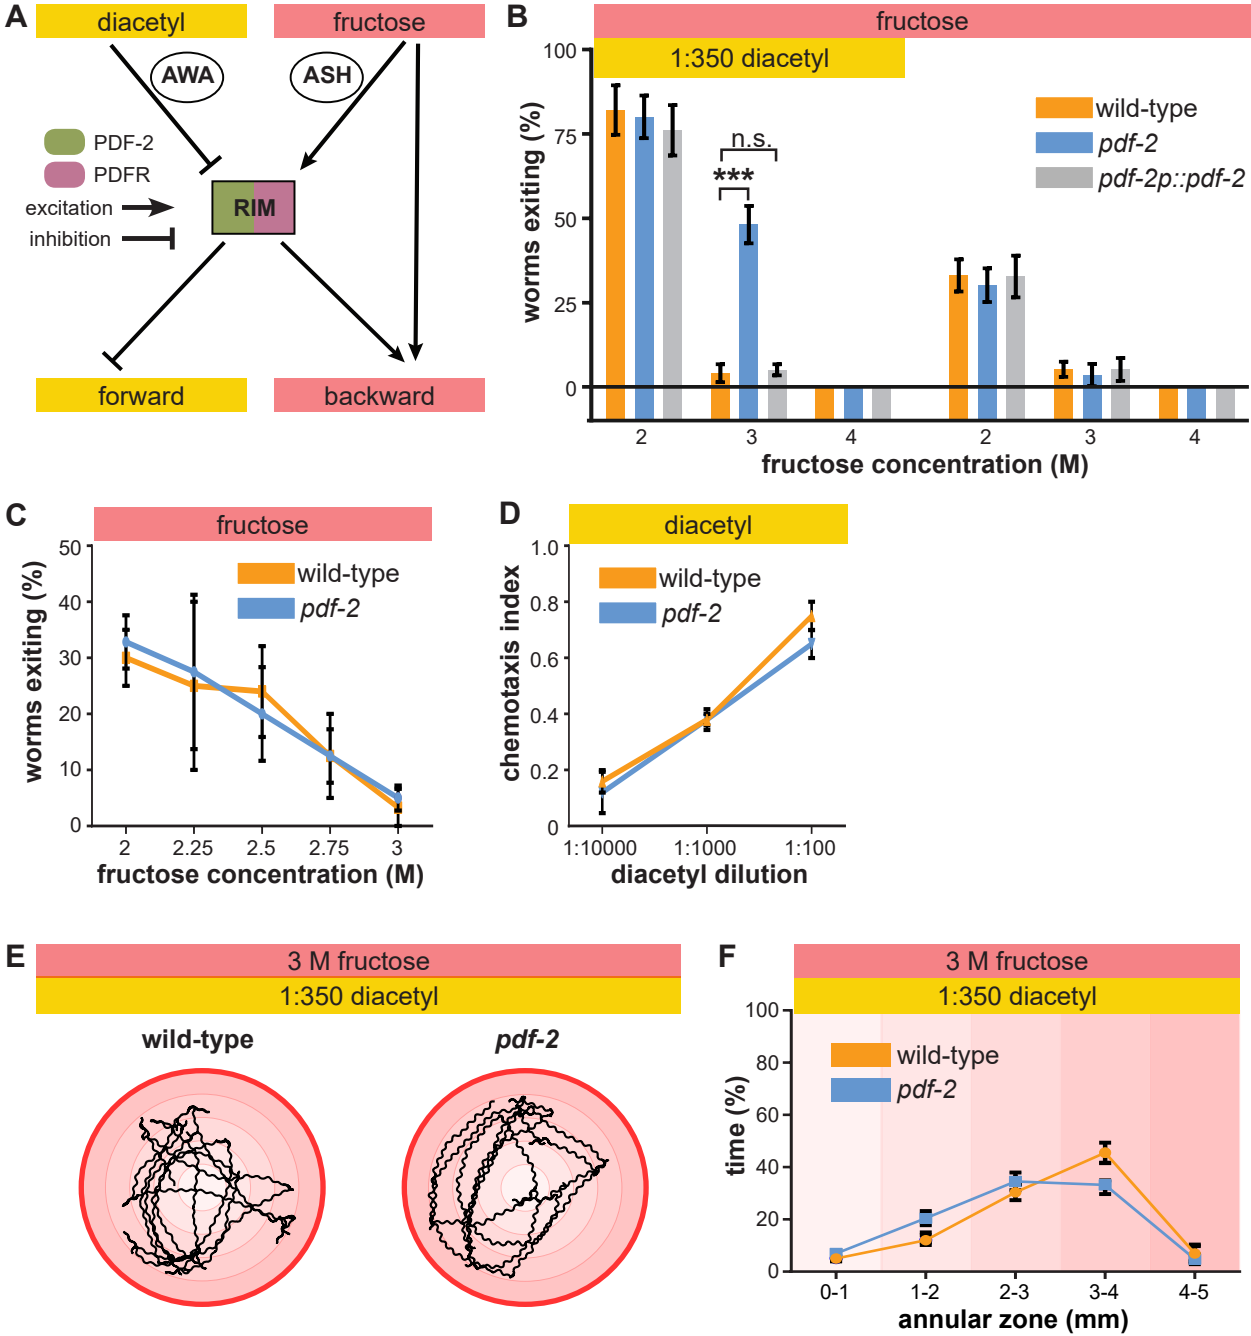 A
diacetyl
fructose
AWA
ASH
PDF-2
PDFR
excitation
inhibition
RIM
forward
backward
B
fructose
1:350 diacetyl
wild-type
pdf-2
pdf-2p::pdf-2
n.s.
***
worms exiting (%)
100
75
50
25
0
2
3
4
2
3
4
fructose concentration (M)
C
fructose
wild-type
pdf-2
worms exiting (%)
50
40
30
20
10
0
2
2.25
2.5
2.75
3
fructose concentration (M)
D
diacetyl
wild-type
pdf-2
chemotaxis index
1.0
0.8
0.6
0.4
0.2
0
1:10000
1:1000
1:100
diacetyl dilution
E
3 M fructose
1:350 diacetyl
wild-type
pdf-2
F
3 M fructose
1:350 diacetyl
wild-type
pdf-2
time (%)
100
80
60
40
20
0
0-1
1-2
2-3
3-4
4-5
annular zone (mm)